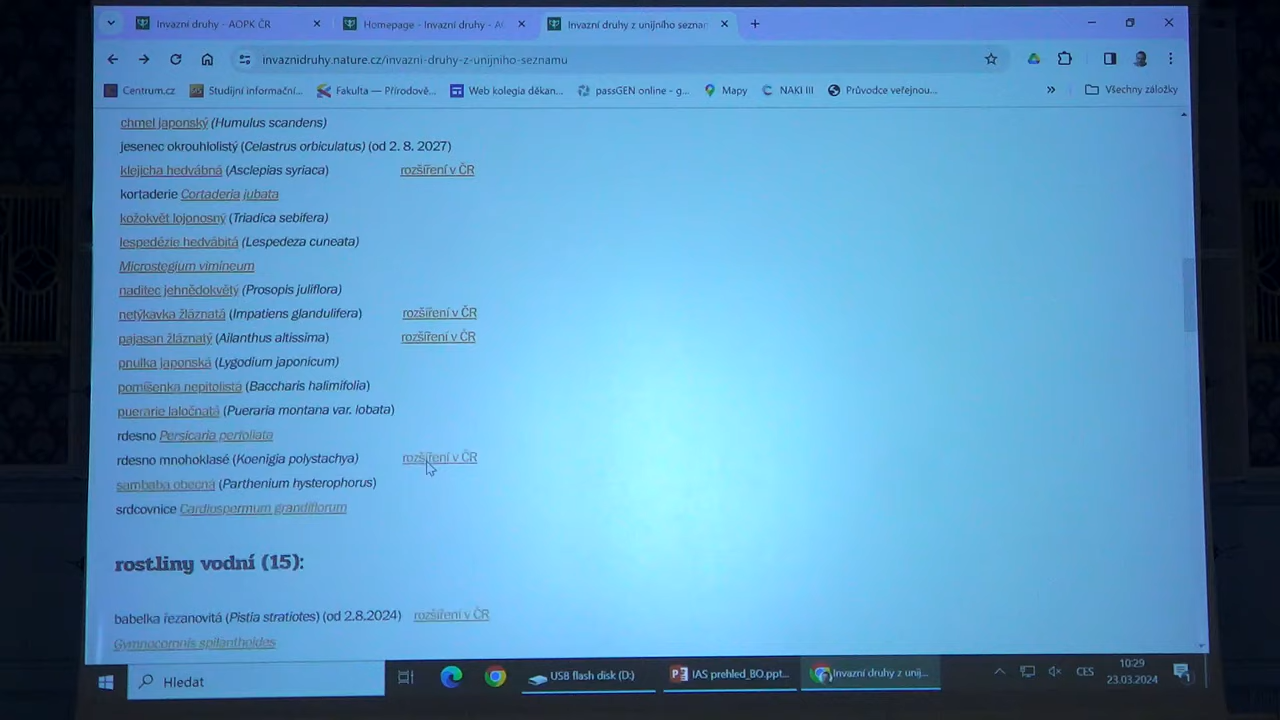 Invazní druhy - AOPK ČR
Homepage - Invazní druhy - A
Invazní druhy z unijního seznam
invaznidruhy.nature.cz/invazni-druhy-z-unijniho-seznamu
Centrum.cz
Studijní informační...
Fakulta — Přírodově...
Web kolegia děkan...
passGEN online - g...
Mapy
NAKI III
Průvodce veřejnou...
Všechny záložky
chmel japonský (Humulus scandens)
jesenec okrouhlolistý (Celastrus orbiculatus) (od 2. 8. 2027)
klejicha hedvábná (Asclepias syriaca) rozšíření v ČR
kortaderie Cortaderia jubata
kožokvět lojonosný (Triadica sebifera)
lespedézie hedvábitá (Lespedeza cuneata)
Microstegium vimineum
naditec jehnědokvětý (Prosopis juliflora)
netýkavka žláznatá (Impatiens glandulifera) rozšíření v ČR
pajasan žláznatý (Ailanthus altissima) rozšíření v ČR
pnulka japonská (Lygodium japonicum)
pomíšenka nepitolistá (Baccharis halimifolia)
puerarie laločnatá (Pueraria montana var. lobata)
rdesno Persicaria perfoliata
rdesno mnohoklasé (Koenigia polystachya) rozšíření v ČR
sambaba obecná (Parthenium hysterophorus)
srdcovnice Cardiospermum grandiflorum
rostliny vodní (15):
babelka řezanovitá (Pistia stratiotes) (od 2.8.2024) rozšíření v ČR
Gymnocornis spilanthoides
Hledat
USB flash disk (D:)
IAS prehled_BO.ppt...
Invazní druhy z unij...
CES
10:29
23.03.2024